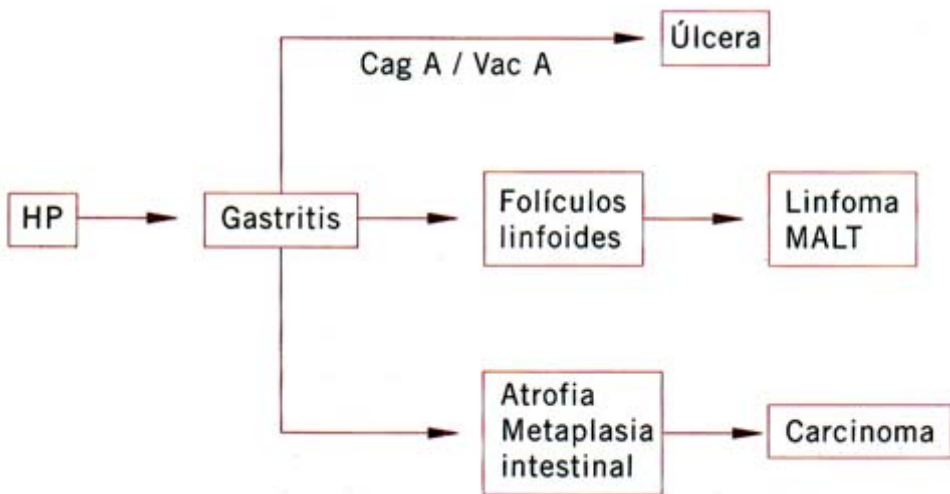 Úlcera
Cag A / Vac A
HP
Gastritis
Folículos
linfoides
Linfoma
MALT
Atrofia
Metaplasia
intestinal
Carcinoma